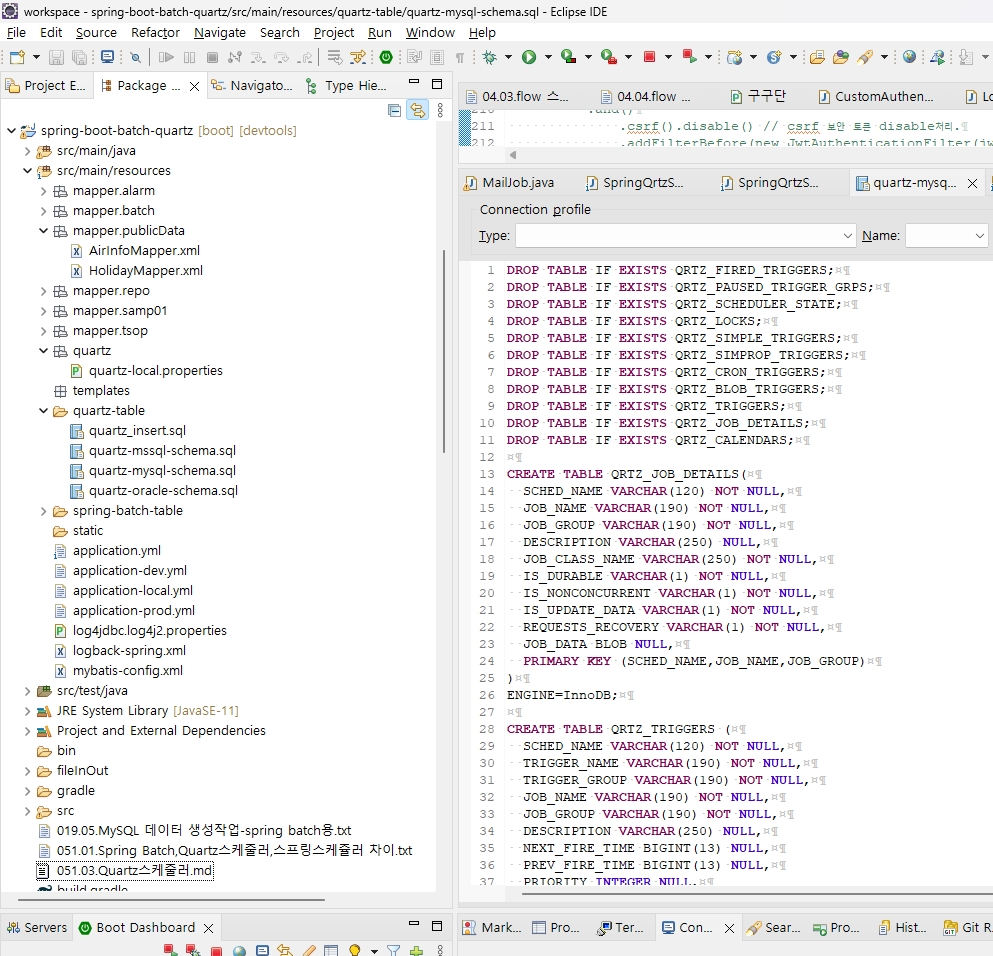 workspace - spring-boot-batch-quartz/src/main/resources/quartz-table/quartz-mysql-schema.sql - Eclipse IDE
File Edit Source Refactor Navigate Search Project Run Window Help
Project E... Package ... Navigato... Type Hie...
spring-boot-batch-quartz [boot] [devtools]
src/main/java
src/main/resources
mapper.alarm
mapper.batch
mapper.publicData
AirInfoMapper.xml
HolidayMapper.xml
mapper.repo
mapper.samp01
mapper.tsop
quartz
quartz-local.properties
templates
quartz-table
quartz_insert.sql
quartz-mssql-schema.sql
quartz-mysql-schema.sql
quartz-oracle-schema.sql
spring-batch-table
static
application.yml
application-dev.yml
application-local.yml
application-prod.yml
log4jdbc.log4j2.properties
logback-spring.xml
mybatis-config.xml
src/test/java
JRE System Library [JavaSE-11]
Project and External Dependencies
bin
fileInOut
gradle
src
019.05.MySQL 데이터 생성작업-spring batch용.txt
051.01.Spring Batch,Quartz스케줄러,스프링스케줄러 차이.txt
051.03.Quartz스케줄러.md
build.gradle
Servers Boot Dashboard
04.03.flow 스... 04.04.flow ... 구구단 CustomAuthen... Lo
210 .and()
211 .csrf().disable() // csrf 보안 토큰 disable처리.
212 .addFilterBefore(new JwtAuthenticationFilter(jw
MailJob.java SpringQrtzS... SpringQrtzS... quartz-mysq...
Connection profile
Type: Name:
1 DROP TABLE IF EXISTS QRTZ_FIRED_TRIGGERS;
2 DROP TABLE IF EXISTS QRTZ_PAUSED_TRIGGER_GRPS;
3 DROP TABLE IF EXISTS QRTZ_SCHEDULER_STATE;
4 DROP TABLE IF EXISTS QRTZ_LOCKS;
5 DROP TABLE IF EXISTS QRTZ_SIMPLE_TRIGGERS;
6 DROP TABLE IF EXISTS QRTZ_SIMPROP_TRIGGERS;
7 DROP TABLE IF EXISTS QRTZ_CRON_TRIGGERS;
8 DROP TABLE IF EXISTS QRTZ_BLOB_TRIGGERS;
9 DROP TABLE IF EXISTS QRTZ_TRIGGERS;
10 DROP TABLE IF EXISTS QRTZ_JOB_DETAILS;
11 DROP TABLE IF EXISTS QRTZ_CALENDARS;
12
13 CREATE TABLE QRTZ_JOB_DETAILS(
14 SCHED_NAME VARCHAR(120) NOT NULL,
15 JOB_NAME VARCHAR(190) NOT NULL,
16 JOB_GROUP VARCHAR(190) NOT NULL,
17 DESCRIPTION VARCHAR(250) NULL,
18 JOB_CLASS_NAME VARCHAR(250) NOT NULL,
19 IS_DURABLE VARCHAR(1) NOT NULL,
20 IS_NONCONCURRENT VARCHAR(1) NOT NULL,
21 IS_UPDATE_DATA VARCHAR(1) NOT NULL,
22 REQUESTS_RECOVERY VARCHAR(1) NOT NULL,
23 JOB_DATA BLOB NULL,
24 PRIMARY KEY (SCHED_NAME,JOB_NAME,JOB_GROUP)
25 )
26 ENGINE=InnoDB;
27
28 CREATE TABLE QRTZ_TRIGGERS (
29 SCHED_NAME VARCHAR(120) NOT NULL,
30 TRIGGER_NAME VARCHAR(190) NOT NULL,
31 TRIGGER_GROUP VARCHAR(190) NOT NULL,
32 JOB_NAME VARCHAR(190) NOT NULL,
33 JOB_GROUP VARCHAR(190) NOT NULL,
34 DESCRIPTION VARCHAR(250) NULL,
35 NEXT_FIRE_TIME BIGINT(13) NULL,
36 PREV_FIRE_TIME BIGINT(13) NULL,
37 PRIORITY INTEGER NULL,
Mark... Pro... Ter... Con... Sear... Pro... Hist... Git R